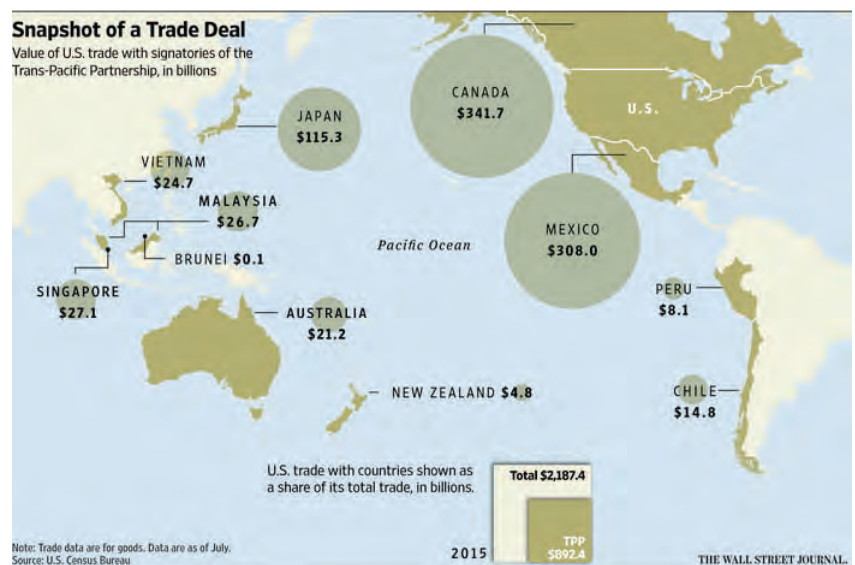 Snapshot of a Trade Deal
Value of U.S. trade with signatories of the
Trans-Pacific Partnership, in billions
CANADA
$341.7
U.S.
JAPAN
$115.3
VIETNAM
$24.7
MALAYSIA
$26.7
BRUNEI $0.1
SINGAPORE
$27.1
Pacific Ocean
MEXICO
$308.0
PERU
$8.1
AUSTRALIA
$21.2
NEW ZEALAND $4.8
CHILE
$14.8
U.S. trade with countries shown as
a share of its total trade, in billions.
Total $2,187.4
TPP
$892.4
2015
Note: Trade data are for goods. Data are as of July.
Source: U.S. Census Bureau
THE WALL STREET JOURNAL.